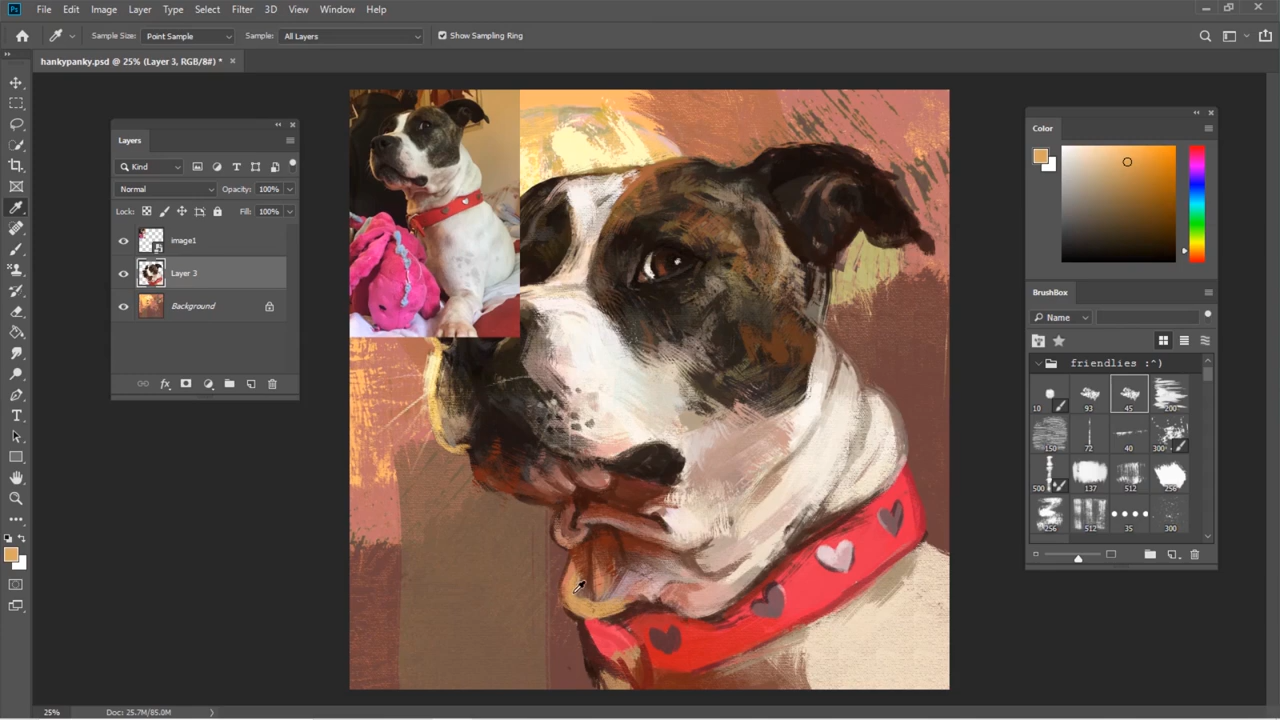 Ps File Edit Image Layer Type Select Filter 3D View Window Help
Sample Size: Point Sample Sample: All Layers Show Sampling Ring
hankypanky.psd @ 25% (Layer 3, RGB/8#) * ×
Layers
Kind
Normal Opacity: 100%
Lock: Fill: 100%
image1
Layer 3
Background
fx
Color
BrushBox
Name
friendlies :^)
10 93 45 200
150 72 40 300
500 137 512 256
256 512 35 300
25% Doc: 25.7M/85.0M